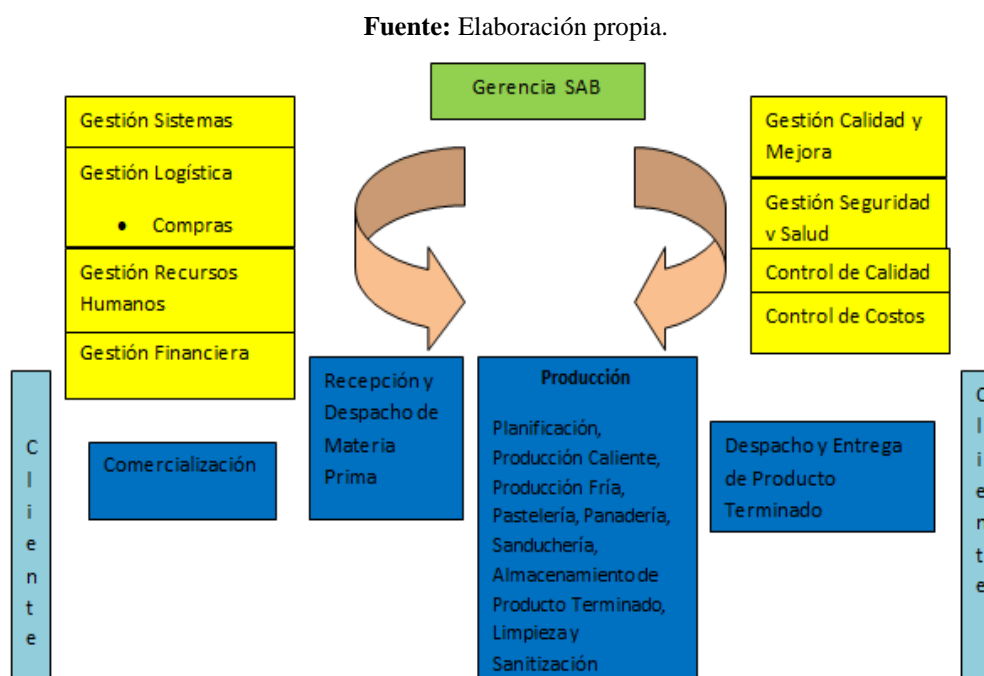 Fuente: Elaboración propia.
Gerencia SAB
Gestión Sistemas
Gestión Logística
• Compras
Gestión Recursos
Humanos
Gestión Financiera
Gestión Calidad y
Mejora
Gestión Seguridad
y Salud
Control de Calidad
Control de Costos
Cliente
Comercialización
Recepción y
Despacho de
Materia
Prima
Producción
Planificación,
Producción Caliente,
Producción Fría,
Pastelería, Panadería,
Sanduchería,
Almacenamiento de
Producto Terminado,
Limpieza y
Sanitización
Despacho y Entrega
de Producto
Terminado
Cliente